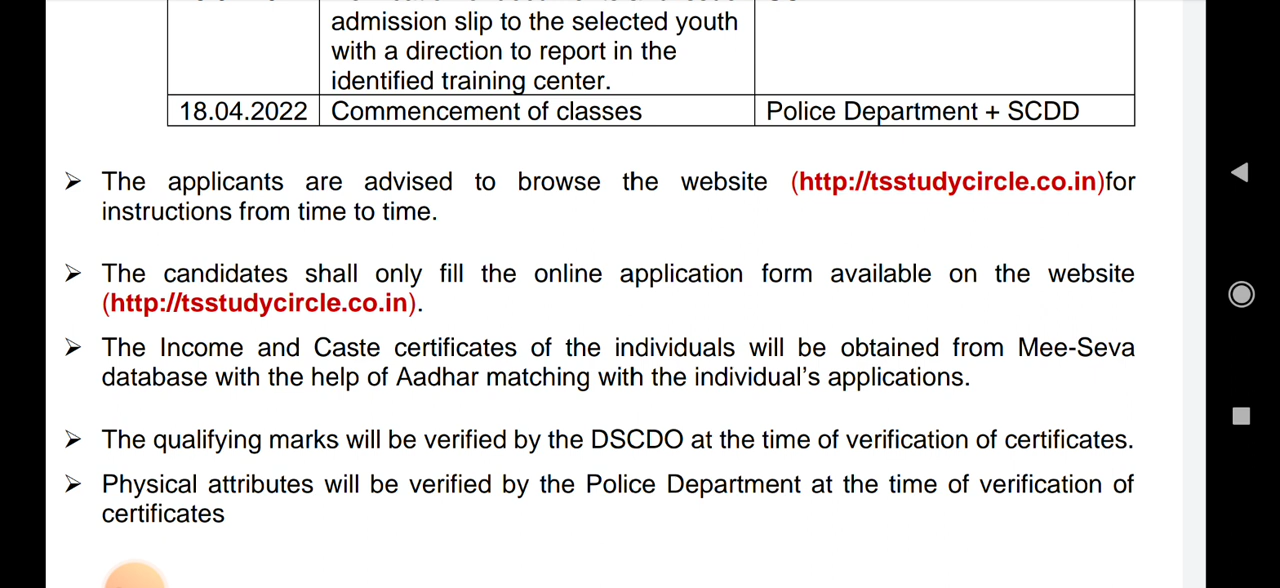 admission slip to the selected youth
with a direction to report in the
identified training center.
18.04.2022 Commencement of classes Police Department + SCDD
➢ The applicants are advised to browse the website (http://tsstudycircle.co.in)for
instructions from time to time.
➢ The candidates shall only fill the online application form available on the website
(http://tsstudycircle.co.in).
➢ The Income and Caste certificates of the individuals will be obtained from Mee-Seva
database with the help of Aadhar matching with the individual’s applications.
➢ The qualifying marks will be verified by the DSCDO at the time of verification of certificates.
➢ Physical attributes will be verified by the Police Department at the time of verification of
certificates